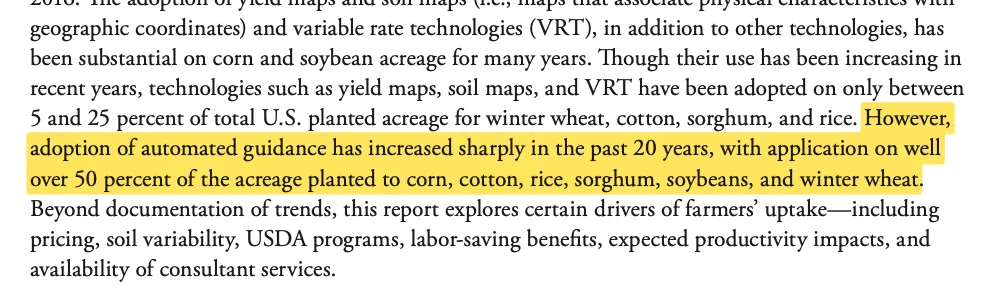 2016. The adoption of yield maps and soil maps (i.e., maps that associate physical characteristics with
geographic coordinates) and variable rate technologies (VRT), in addition to other technologies, has
been substantial on corn and soybean acreage for many years. Though their use has been increasing in
recent years, technologies such as yield maps, soil maps, and VRT have been adopted on only between
5 and 25 percent of total U.S. planted acreage for winter wheat, cotton, sorghum, and rice. However,
adoption of automated guidance has increased sharply in the past 20 years, with application on well
over 50 percent of the acreage planted to corn, cotton, rice, sorghum, soybeans, and winter wheat.
Beyond documentation of trends, this report explores certain drivers of farmers’ uptake—including
pricing, soil variability, USDA programs, labor-saving benefits, expected productivity impacts, and
availability of consultant services.